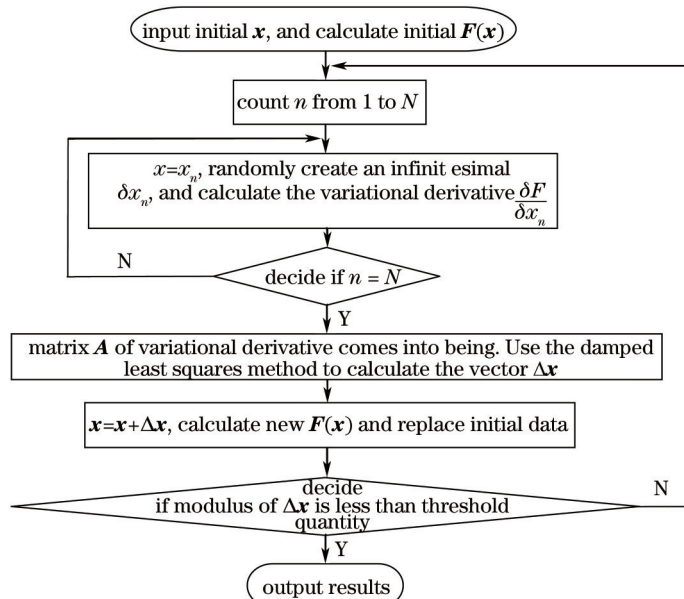 input initial x, and calculate initial F(x)
count n from 1 to N
x=xₙ, randomly create an infinit esimal
δxₙ, and calculate the variational derivative δF/δxₙ
N
decide if n = N
Y
matrix A of variational derivative comes into being. Use the damped
least squares method to calculate the vector Δx
x=x+Δx, calculate new F(x) and replace initial data
decide
if modulus of Δx is less than threshold
quantity
N
Y
output results